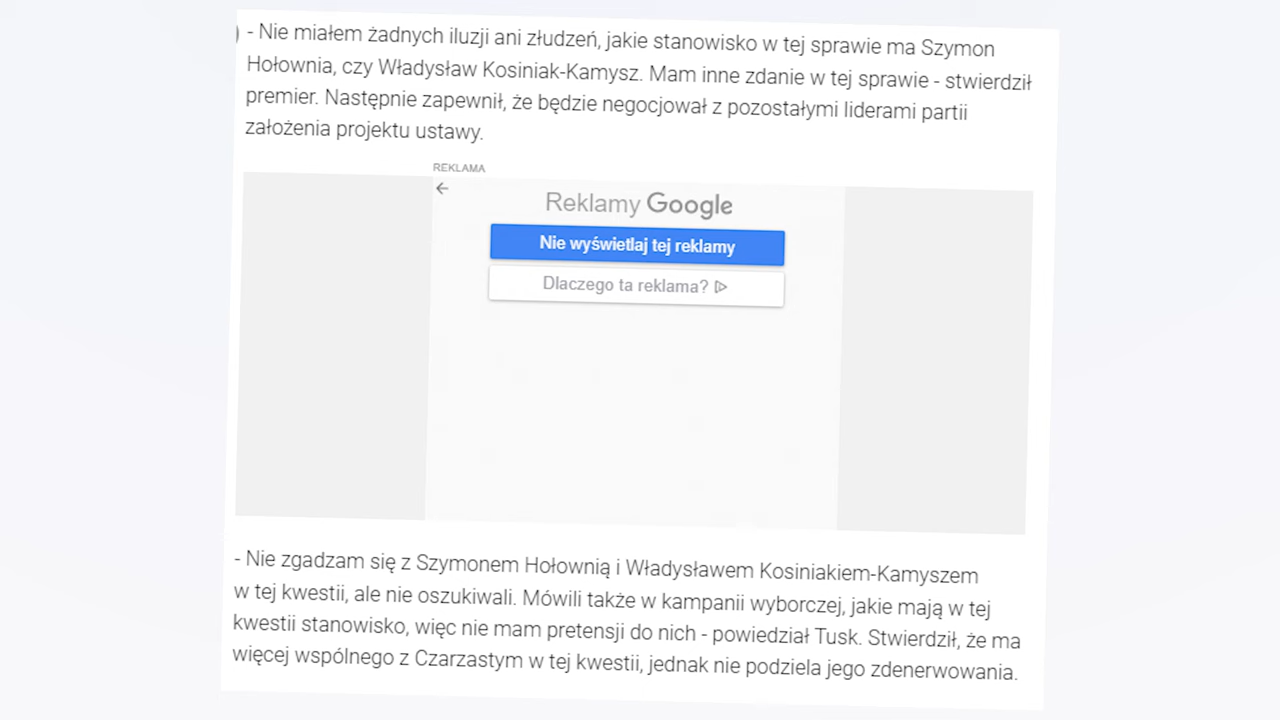 - Nie miałem żadnych iluzji ani złudzeń, jakie stanowisko w tej sprawie ma Szymon
Hołownia, czy Władysław Kosiniak-Kamysz. Mam inne zdanie w tej sprawie - stwierdził
premier. Następnie zapewnił, że będzie negocjował z pozostałymi liderami partii
założenia projektu ustawy.
REKLAMA
Reklamy Google
Nie wyświetlaj tej reklamy
Dlaczego ta reklama?
- Nie zgadzam się z Szymonem Hołownią i Władysławem Kosiniakiem-Kamyszem
w tej kwestii, ale nie oszukiwali. Mówili także w kampanii wyborczej, jakie mają w tej
kwestii stanowisko, więc nie mam pretensji do nich - powiedział Tusk. Stwierdził, że ma
więcej wspólnego z Czarzastym w tej kwestii, jednak nie podziela jego zdenerwowania.